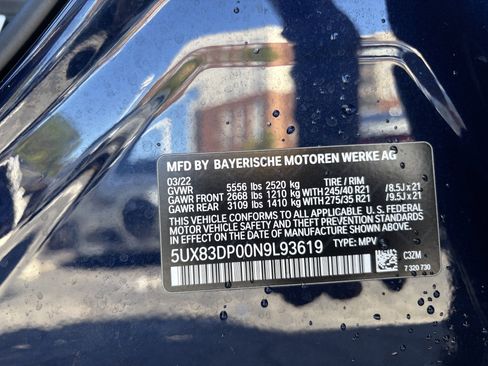 MFD BY BAYERISCHE MOTOREN WERKE AG
03/22 TIRE / RIM
GVWR 5556 lbs 2520 kg
GAWR FRONT 2668 lbs 1210 kg WITH 245/40 R21 /8.5J x 21
GAWR REAR 3109 lbs 1410 kg WITH 275/35 R21 /9.5J x 21
THIS VEHICLE CONFORMS TO ALL APPLICABLE FEDERAL
MOTOR VEHICLE SAFETY AND THEFT PREVENTION STANDARDS
IN EFFECT ON THE DATE OF MANUFACTURE SHOWN ABOVE.
5UX83DP00N9L93619 TYPE: MPV
C3ZM
7 320 730